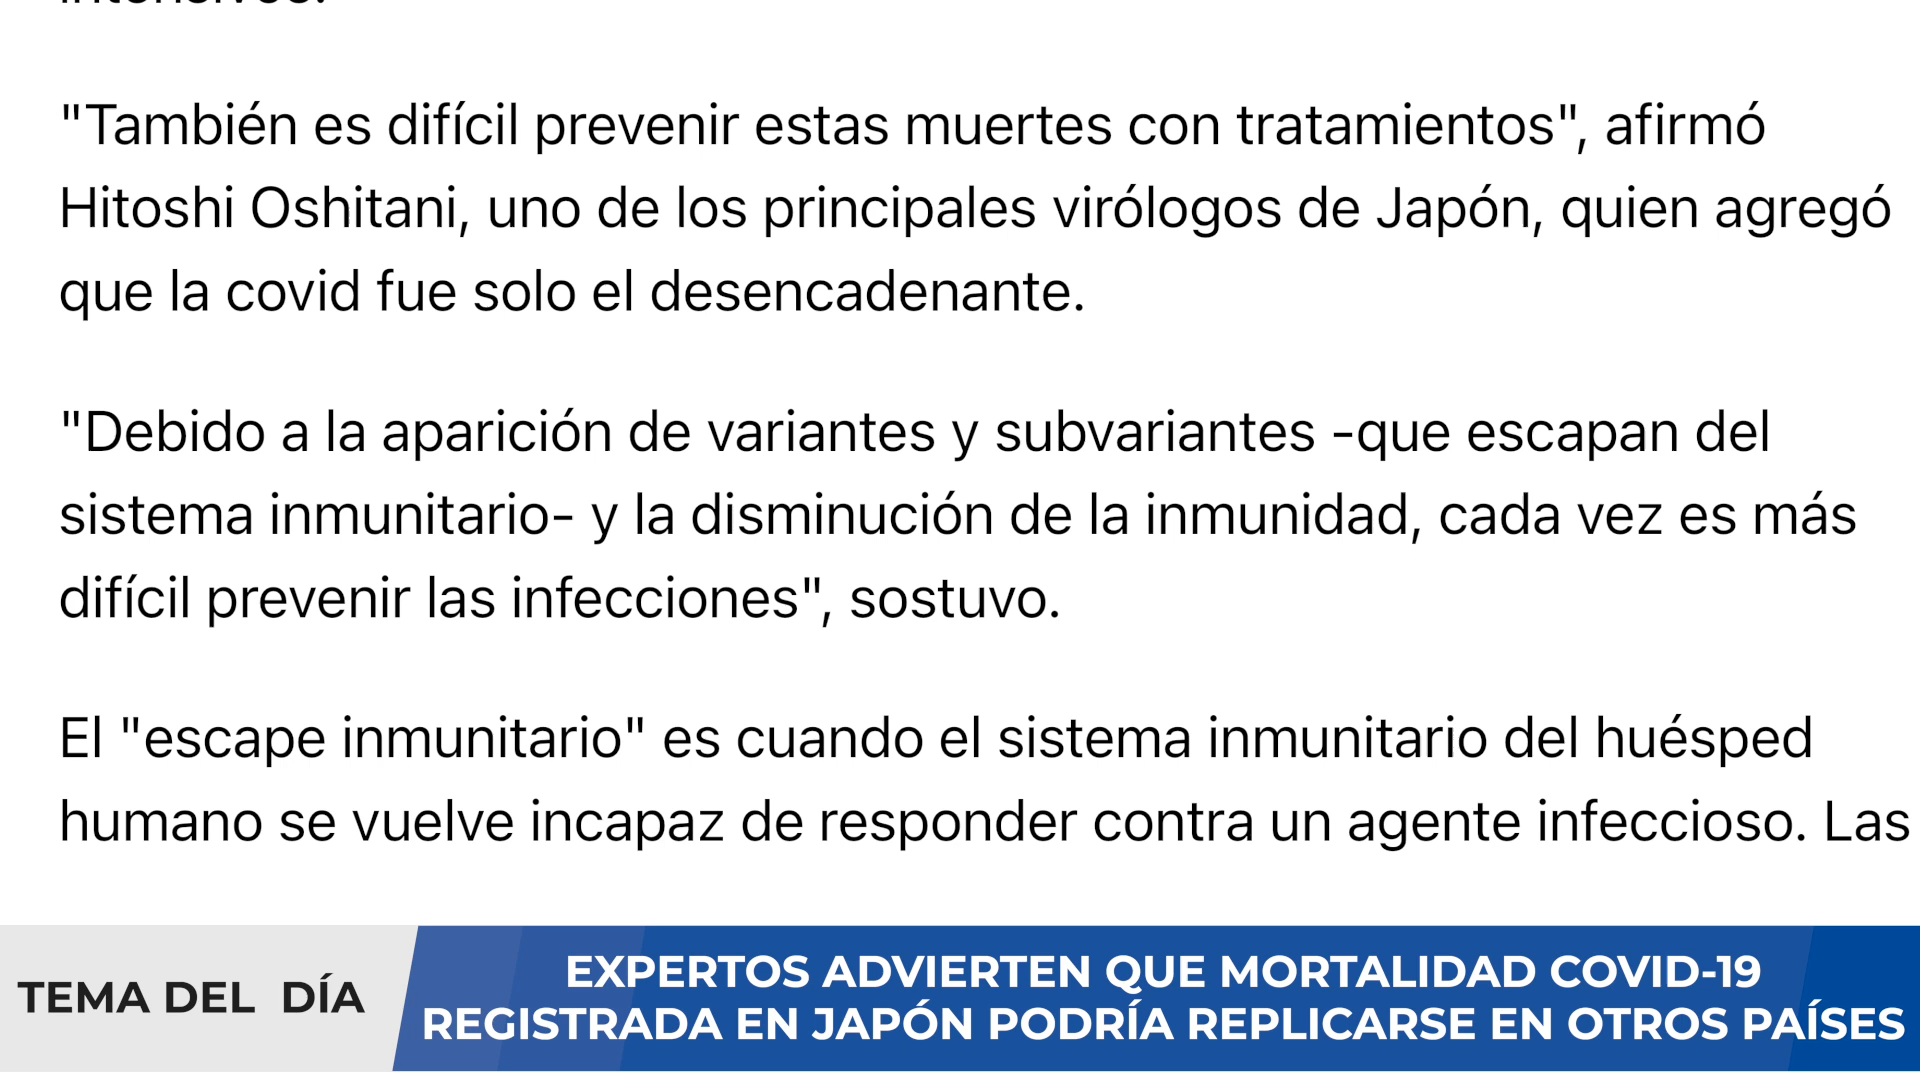 "También es difícil prevenir estas muertes con tratamientos", afirmó
Hitoshi Oshitani, uno de los principales virólogos de Japón, quien agregó
que la covid fue solo el desencadenante.
"Debido a la aparición de variantes y subvariantes -que escapan del
sistema inmunitario- y la disminución de la inmunidad, cada vez es más
difícil prevenir las infecciones", sostuvo.
El "escape inmunitario" es cuando el sistema inmunitario del huésped
humano se vuelve incapaz de responder contra un agente infeccioso. Las
TEMA DEL DÍA
EXPERTOS ADVIERTEN QUE MORTALIDAD COVID-19
REGISTRADA EN JAPÓN PODRÍA REPLICARSE EN OTROS PAÍSES